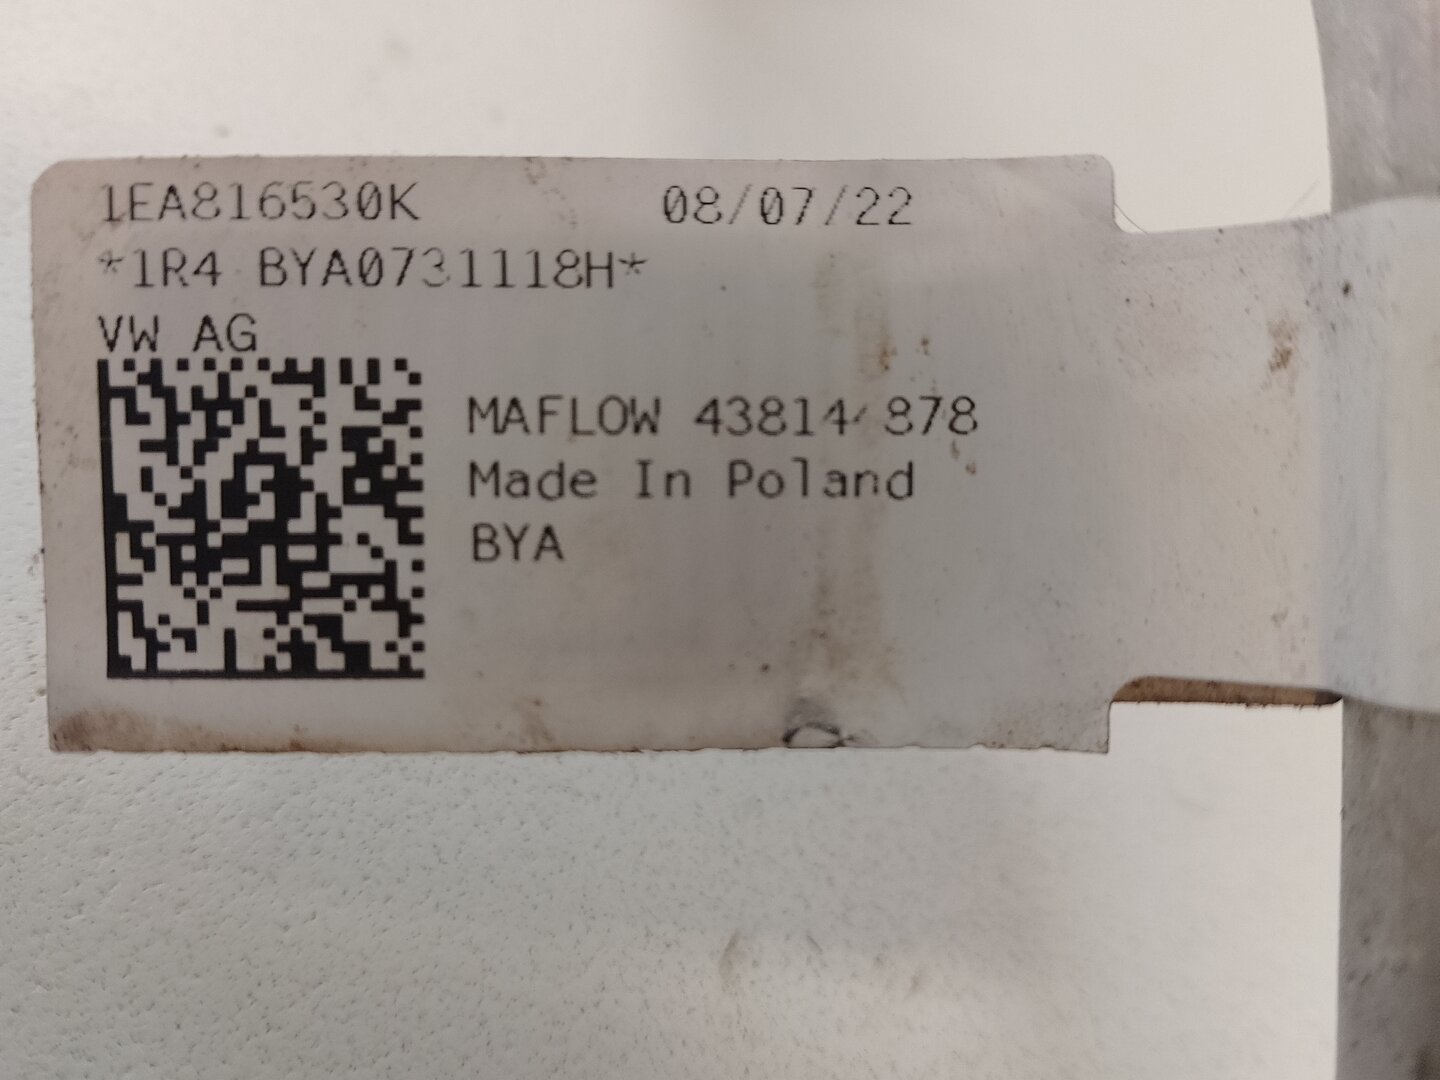 1EA816530K 08/07/22
*1R4 BYA0731118H*
VW AG
MAFLOW 43814 878
Made In Poland
BYA